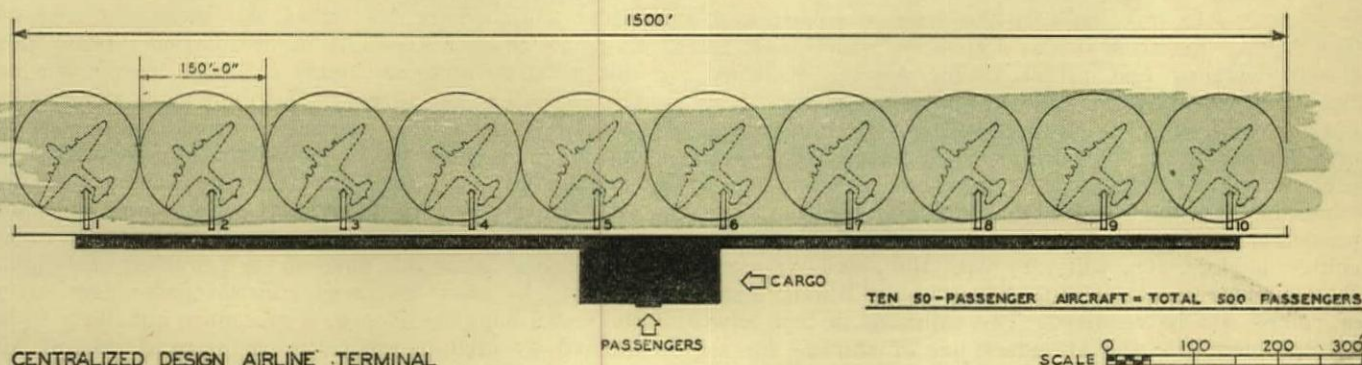 1500'
150'-0"
1 2 3 4 5 6 7 8 9 10
CARGO
TEN 50-PASSENGER AIRCRAFT = TOTAL 500 PASSENGERS
PASSENGERS
CENTRALIZED DESIGN AIRLINE TERMINAL
SCALE 0 100 200 300